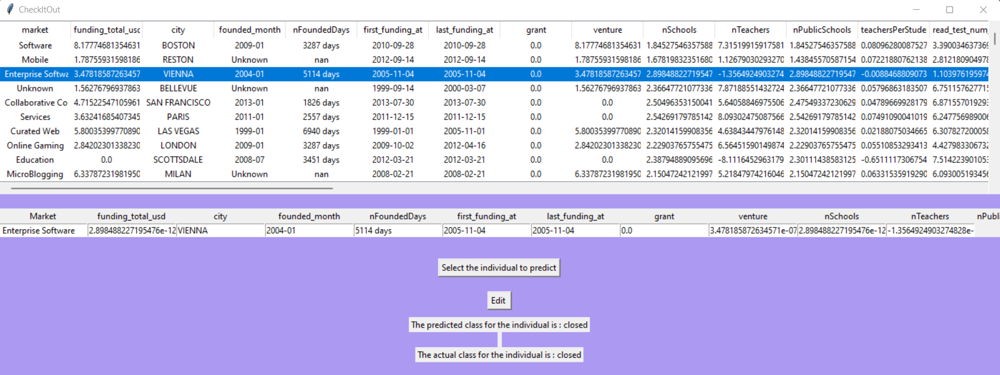 CheckItOut
market funding_total_usd city founded_month nFoundedDays first_funding_at last_funding_at grant venture nSchools nTeachers nPublicSchools teachersPerStude read_test_num_
Software 8.17774681354631 BOSTON 2009-01 3287 days 2010-09-28 2010-09-28 0.0 8.17774681354631 1.84527546357588 7.31519915917581 1.84527546357588 0.08096280087527 3.390034637369
Mobile 1.78755931598186 RESTON Unknown nan 2012-09-14 2012-09-14 0.0 1.78755931598186 1.67819832351680 1.12679030293270 1.43845570587154 0.07221880762138 2.812180904978
Enterprise Softwa 3.47818587263457 VIENNA 2004-01 5114 days 2005-11-04 2005-11-04 0.0 3.47818587263457 2.89848822719547 -1.3564924903274 2.89848822719547 -0.0088468809073 1.103976195974
Unknown 1.56276796937863 BELLEVUE Unknown nan 1999-09-14 2000-03-07 0.0 1.56276796937863 2.36647721077336 7.87188551432724 2.36647721077336 0.05796863183507 6.751157627715
Collaborative Co 4.71522547105961 SAN FRANCISCO 2013-01 1826 days 2013-07-30 2013-07-30 0.0 0.0 2.50496353150041 5.64058846975506 2.47549337230629 0.04789669928179 6.871557019293
Services 3.63241685407345 PARIS 2011-01 2557 days 2011-12-15 2011-12-15 0.0 0.0 2.54269179785142 8.09302475087566 2.54269179785142 0.07491090041019 6.247756989006
Curated Web 5.80035399770890 LAS VEGAS 1999-01 6940 days 1999-01-01 2005-11-01 0.0 5.80035399770890 2.32014159908356 4.63843447976148 2.32014159908356 0.02188075034665 6.307827200058
Online Gaming 2.84202301338230 LONDON 2009-01 3287 days 2009-10-02 2012-04-16 0.0 2.84202301338230 2.22903765755475 6.56451590149874 2.22903765755475 0.05510853293413 4.427983306732
Education 0.0 SCOTTSDALE 2008-07 3451 days 2012-03-21 2012-03-21 0.0 0.0 2.38794889095696 -8.1116452963179 2.30111438583125 -0.6511117306754 7.514223901053
MicroBlogging 6.33787231981950 MILAN Unknown nan 2008-02-21 2008-02-21 0.0 6.33787231981950 2.15047242121997 5.21847974216046 2.15047242121997 0.06331535919290 6.093005193456
Market funding_total_usd city founded_month nFoundedDays first_funding_at last_funding_at grant venture nSchools nTeachers nPubli
Enterprise Software 2.898488227195476e-12 VIENNA 2004-01 5114 days 2005-11-04 2005-11-04 0.0 3.478185872634571e-07 2.898488227195476e-12 -1.3564924903274828e-
Select the individual to predict
Edit
The predicted class for the individual is : closed
The actual class for the individual is : closed